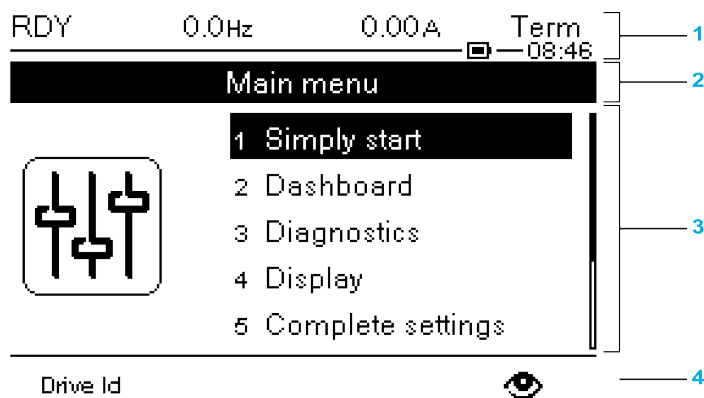 RDY 0.0Hz 0.00A Term
08:46
1
Main menu
2
1 Simply start
2 Dashboard
3 Diagnostics
3
4 Display
5 Complete settings
Drive Id
4